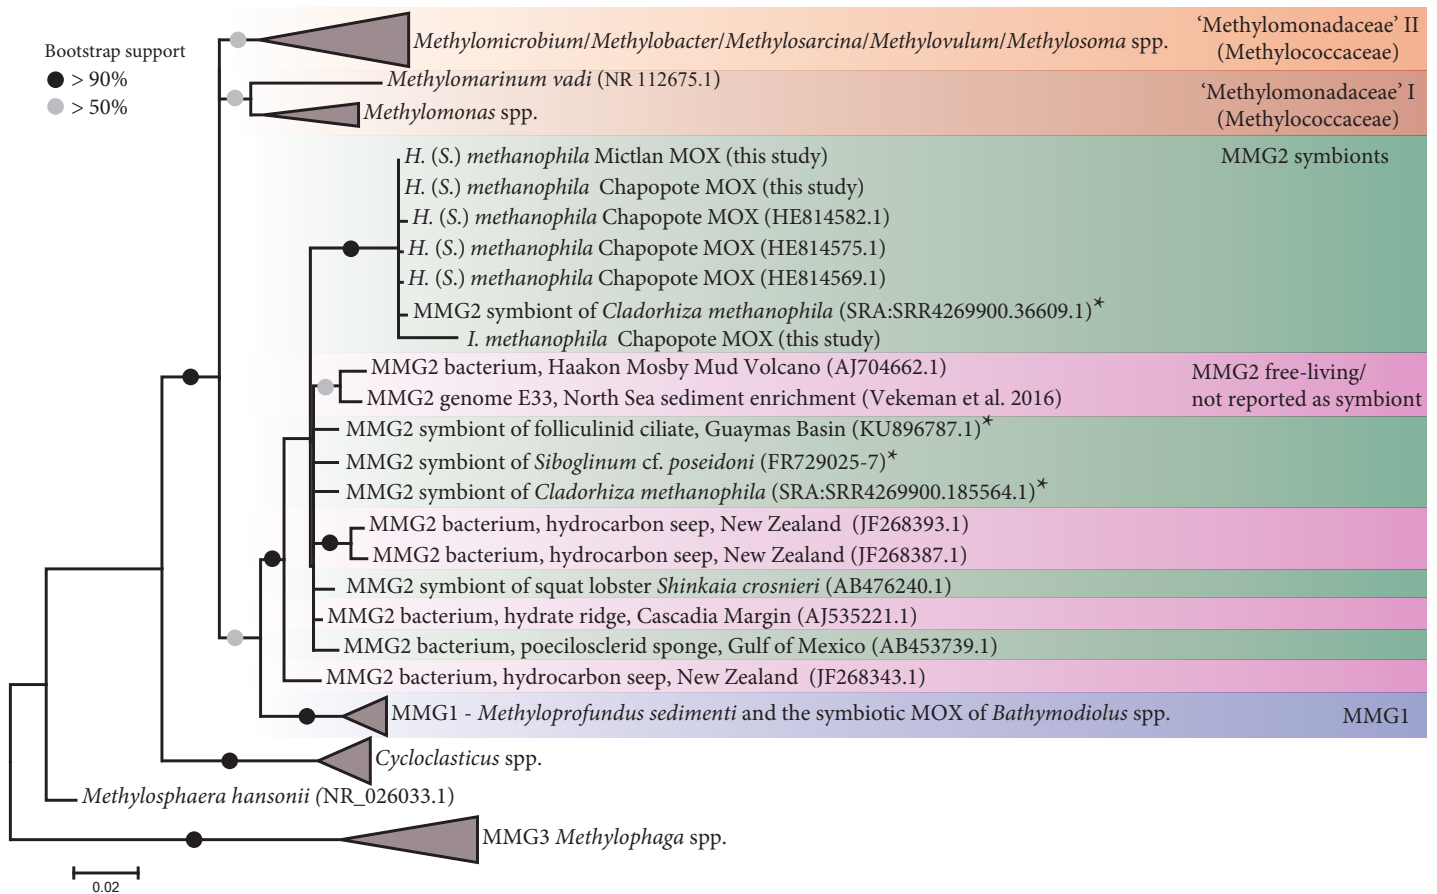 Bootstrap support
> 90%
> 50%
Methylomicrobium/Methylobacter/Methylosarcina/Methylovulum/Methylosoma spp.
‘Methylomonadaceae’ II
(Methylococcaceae)
Methylomarinum vadi (NR 112675.1)
Methylomonas spp.
‘Methylomonadaceae’ I
(Methylococcaceae)
H. (S.) methanophila Mictlan MOX (this study)
MMG2 symbionts
H. (S.) methanophila Chapopote MOX (this study)
H. (S.) methanophila Chapopote MOX (HE814582.1)
H. (S.) methanophila Chapopote MOX (HE814575.1)
H. (S.) methanophila Chapopote MOX (HE814569.1)
MMG2 symbiont of Cladorhiza methanophila (SRA:SRR4269900.36609.1)*
I. methanophila Chapopote MOX (this study)
MMG2 bacterium, Haakon Mosby Mud Volcano (AJ704662.1)
MMG2 genome E33, North Sea sediment enrichment (Vekeman et al. 2016)
MMG2 free-living/
not reported as symbiont
MMG2 symbiont of folliculinid ciliate, Guaymas Basin (KU896787.1)*
MMG2 symbiont of Siboglinum cf. poseidoni (FR729025-7)*
MMG2 symbiont of Cladorhiza methanophila (SRA:SRR4269900.185564.1)*
MMG2 bacterium, hydrocarbon seep, New Zealand (JF268393.1)
MMG2 bacterium, hydrocarbon seep, New Zealand (JF268387.1)
MMG2 symbiont of squat lobster Shinkaia crosnieri (AB476240.1)
MMG2 bacterium, hydrate ridge, Cascadia Margin (AJ535221.1)
MMG2 bacterium, poecilosclerid sponge, Gulf of Mexico (AB453739.1)
MMG2 bacterium, hydrocarbon seep, New Zealand (JF268343.1)
MMG1 - Methyloprofundus sedimenti and the symbiotic MOX of Bathymodiolus spp.
MMG1
Cycloclasticus spp.
Methylosphaera hansonii (NR_026033.1)
MMG3 Methylophaga spp.
0.02